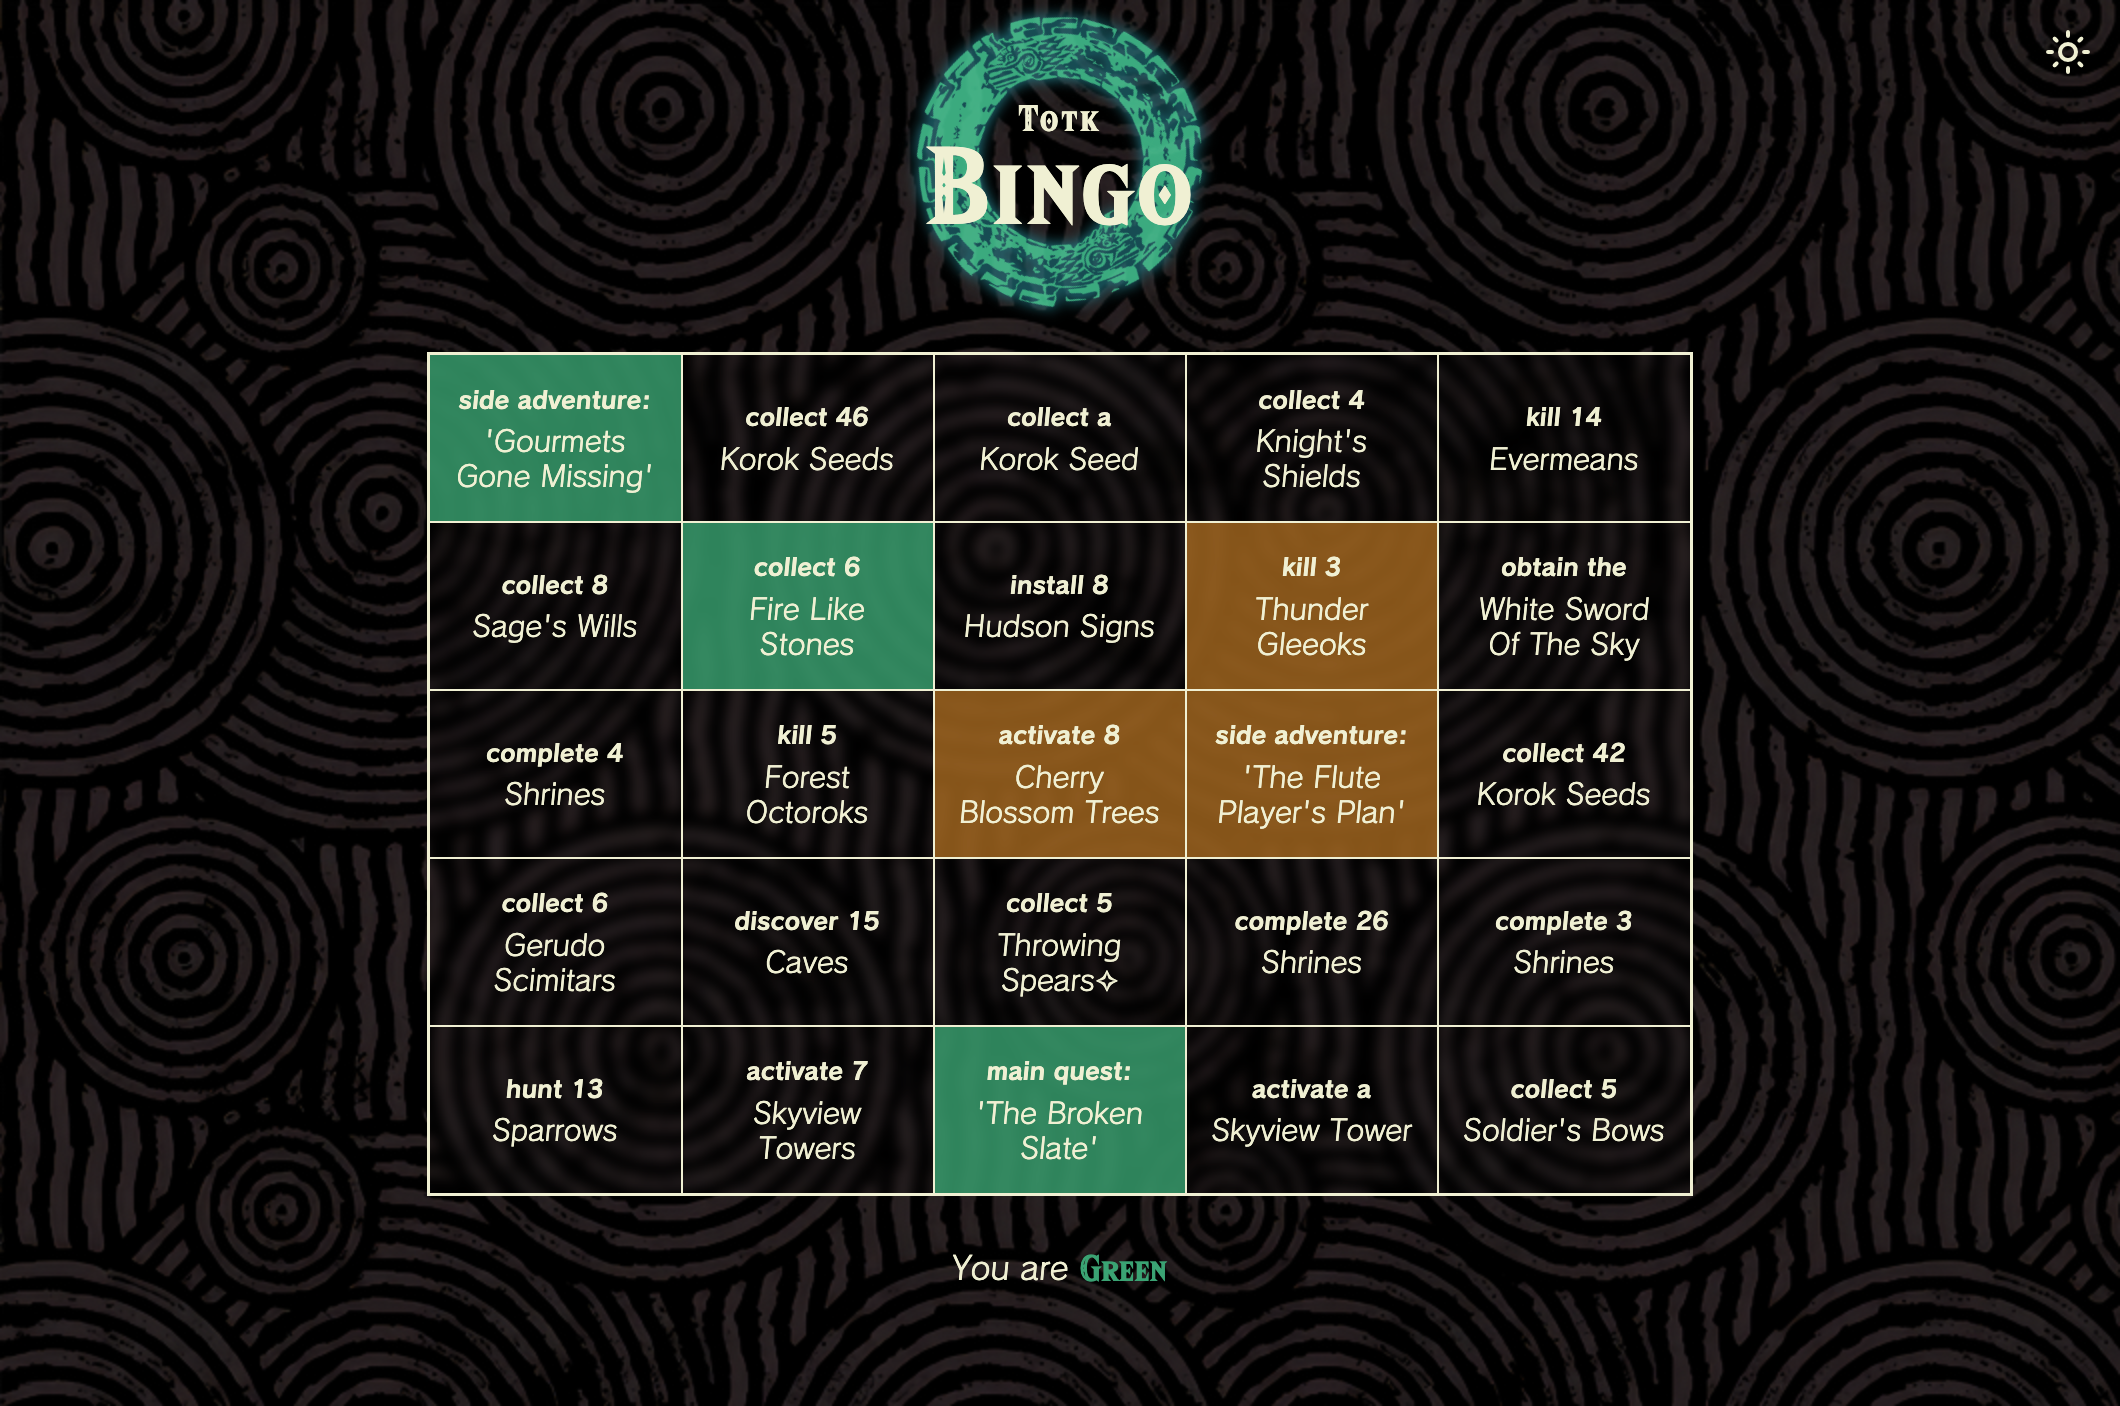 Totk
Bingo
side adventure:
'Gourmets
Gone Missing'
collect 46
Korok Seeds
collect a
Korok Seed
collect 4
Knight's
Shields
kill 14
Evermeans
collect 8
Sage's Wills
collect 6
Fire Like
Stones
install 8
Hudson Signs
kill 3
Thunder
Gleeoks
obtain the
White Sword
Of The Sky
complete 4
Shrines
kill 5
Forest
Octoroks
activate 8
Cherry
Blossom Trees
side adventure:
'The Flute
Player's Plan'
collect 42
Korok Seeds
collect 6
Gerudo
Scimitars
discover 15
Caves
collect 5
Throwing
Spears✧
complete 26
Shrines
complete 3
Shrines
hunt 13
Sparrows
activate 7
Skyview
Towers
main quest:
'The Broken
Slate'
activate a
Skyview Tower
collect 5
Soldier's Bows
You are Green